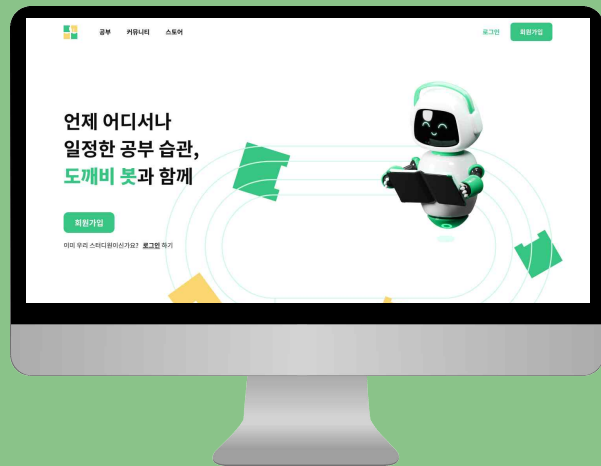 공부 커뮤니티 스토어 로그인 회원가입
언제 어디서나
일정한 공부 습관,
도깨비 봇과 함께
회원가입
이미 우리 스터디원이신가요? 로그인 하기